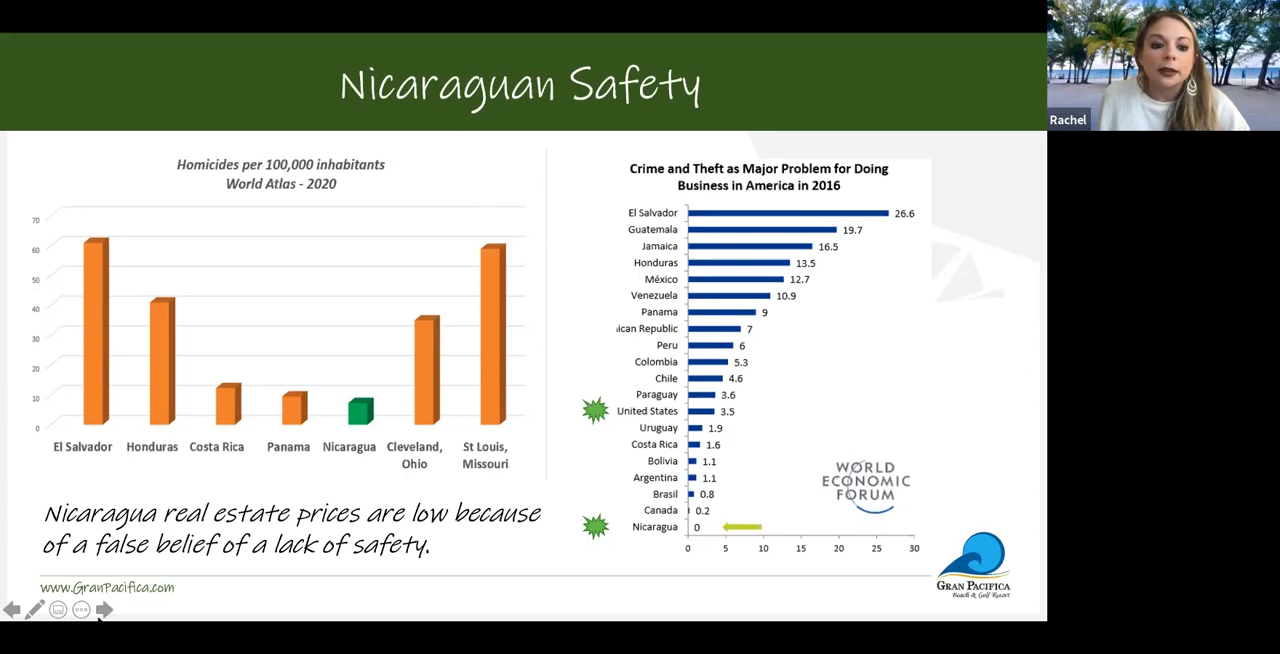 Nicaraguan Safety
Rachel
Homicides per 100,000 inhabitants
World Atlas - 2020
70
60
50
40
30
20
10
0
El Salvador
Honduras
Costa Rica
Panama
Nicaragua
Cleveland,
Ohio
St Louis,
Missouri
Crime and Theft as Major Problem for Doing
Business in America in 2016
El Salvador 26.6
Guatemala 19.7
Jamaica 16.5
Honduras 13.5
México 12.7
Venezuela 10.9
Panama 9
ican Republic 7
Peru 6
Colombia 5.3
Chile 4.6
Paraguay 3.6
United States 3.5
Uruguay 1.9
Costa Rica 1.6
Bolivia 1.1
Argentina 1.1
Brasil 0.8
Canada 0.2
Nicaragua 0
0 5 10 15 20 25 30
WORLD
ECONOMIC
FORUM
Nicaragua real estate prices are low because
of a false belief of a lack of safety.
www.GranPacifica.com
GRAN PACIFICA
Beach & Golf Resort